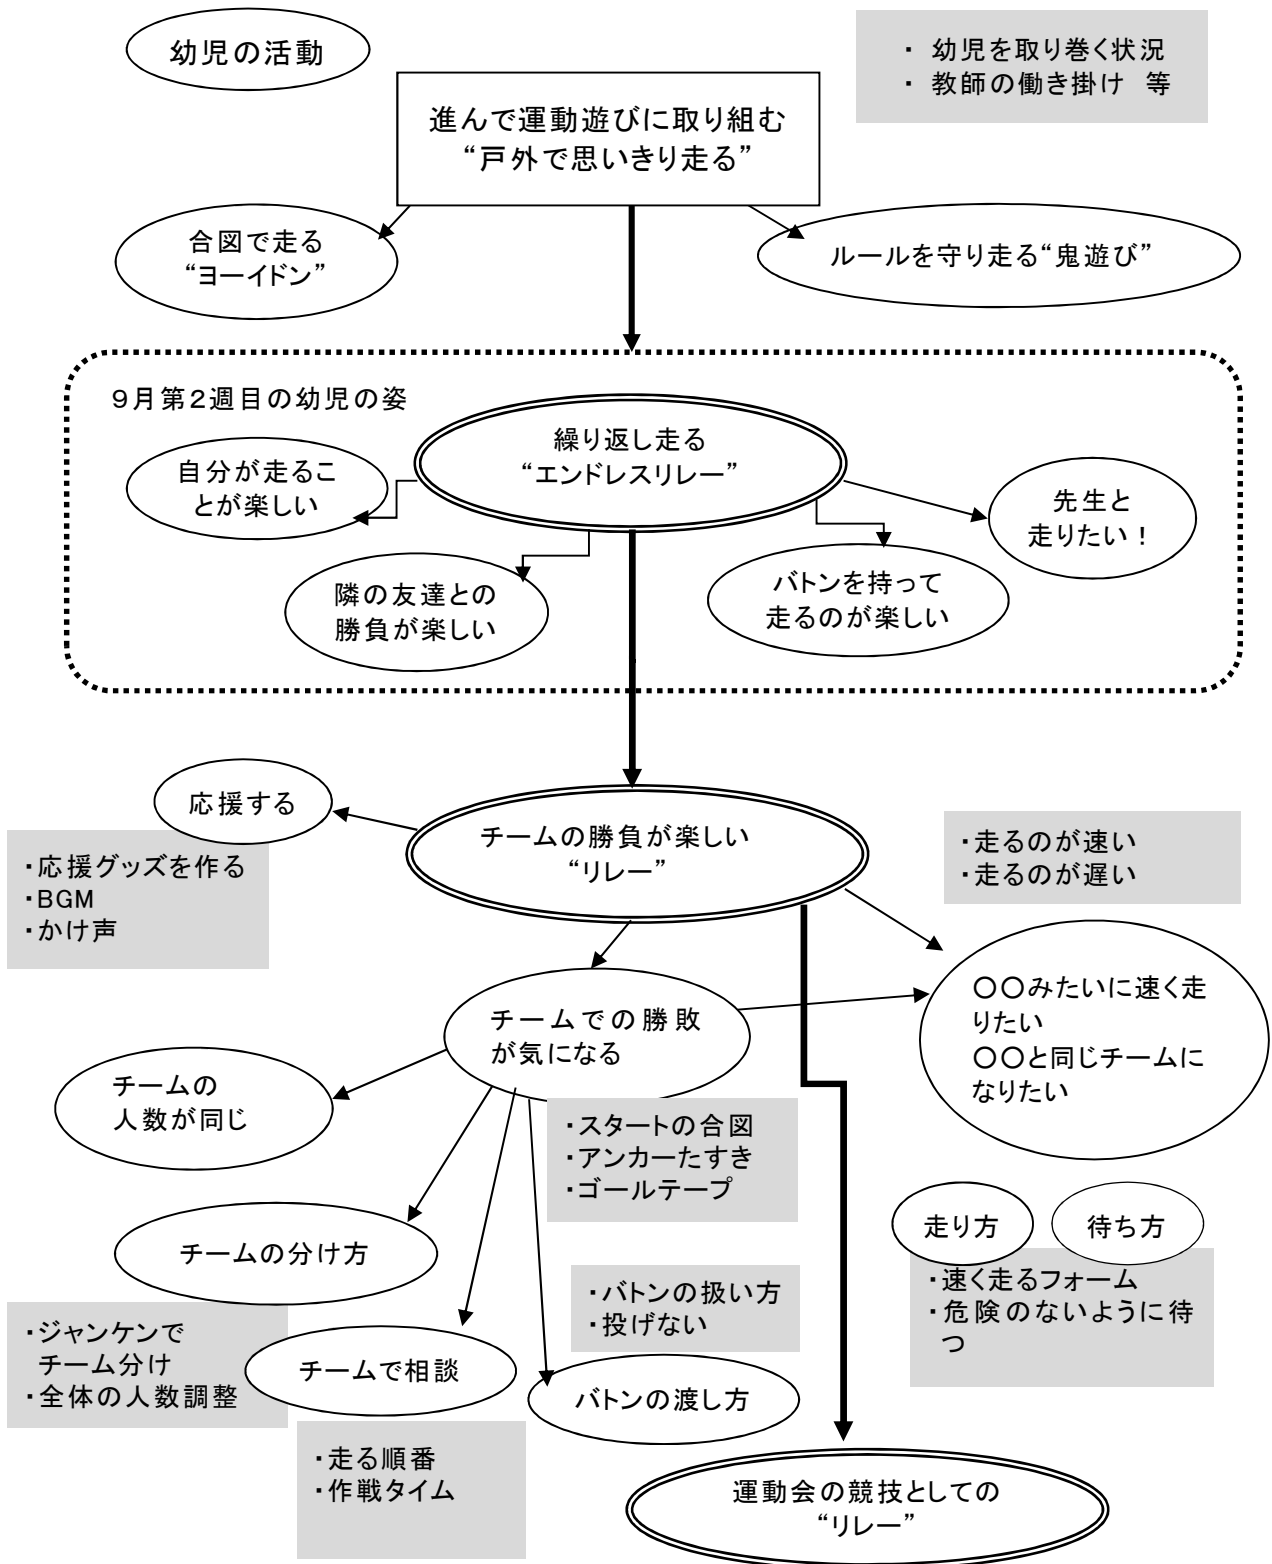 幼児の活動
・ 幼児を取り巻く状況
・ 教師の働き掛け 等
進んで運動遊びに取り組む
“戸外で思いきり走る”
合図で走る
“ヨーイドン”
ルールを守り走る“鬼遊び”
9月第2週目の幼児の姿
繰り返し走る
“エンドレスリレー”
自分が走るこ
とが楽しい
先生と
走りたい！
隣の友達との
勝負が楽しい
バトンを持って
走るのが楽しい
応援する
・応援グッズを作る
・BGM
・かけ声
チームの勝負が楽しい
“リレー”
・走るのが速い
・走るのが遅い
○○みたいに速く走
りたい
○○と同じチームに
なりたい
チームでの勝敗
が気になる
チームの
人数が同じ
・スタートの合図
・アンカーたすき
・ゴールテープ
チームの分け方
走り方
待ち方
・速く走るフォーム
・危険のないように待
つ
・バトンの扱い方
・投げない
・ジャンケンで
チーム分け
・全体の人数調整
チームで相談
バトンの渡し方
・走る順番
・作戦タイム
運動会の競技としての
“リレー”